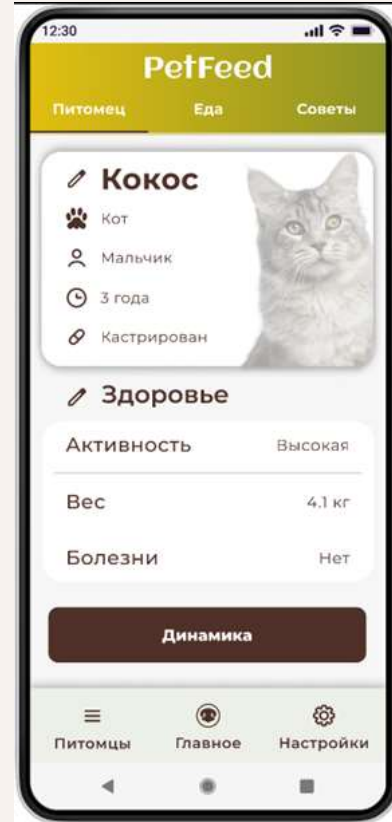 12:30
PetFeed
Питомец Еда Советы
Кокос
Кот
Мальчик
3 года
Кастрирован
Здоровье
Активность Высокая
Вес 4.1 кг
Болезни Нет
Динамика
Питомцы Главное Настройки